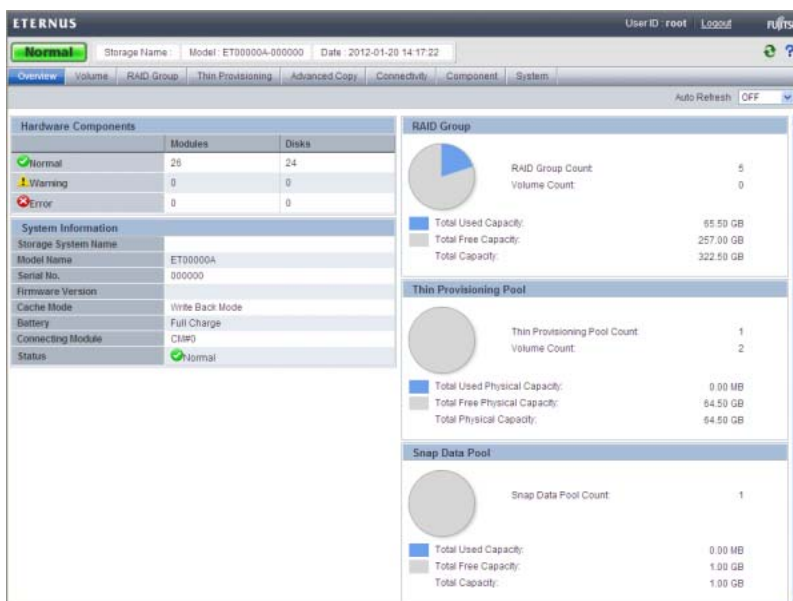 ETERNUS
User ID : root Logout
Normal Storage Name : Model : ET00000A-000000 Date : 2012-01-20 14:17:22
Overview Volume RAID Group Thin Provisioning Advanced Copy Connectivity Component System
Auto Refresh OFF
Hardware Components
Modules Disks
Normal 26 24
Warning 0 0
Error 0 0
System Information
Storage System Name
Model Name ET00000A
Serial No. 000000
Firmware Version
Cache Mode Write Back Mode
Battery Full Charge
Connecting Module CM#0
Status Normal
RAID Group
RAID Group Count: 5
Volume Count: 0
Total Used Capacity: 65.50 GB
Total Free Capacity: 257.00 GB
Total Capacity: 322.50 GB
Thin Provisioning Pool
Thin Provisioning Pool Count: 1
Volume Count: 2
Total Used Physical Capacity: 0.00 MB
Total Free Physical Capacity: 64.50 GB
Total Physical Capacity: 64.50 GB
Snap Data Pool
Snap Data Pool Count: 1
Total Used Capacity: 0.00 MB
Total Free Capacity: 1.00 GB
Total Capacity: 1.00 GB